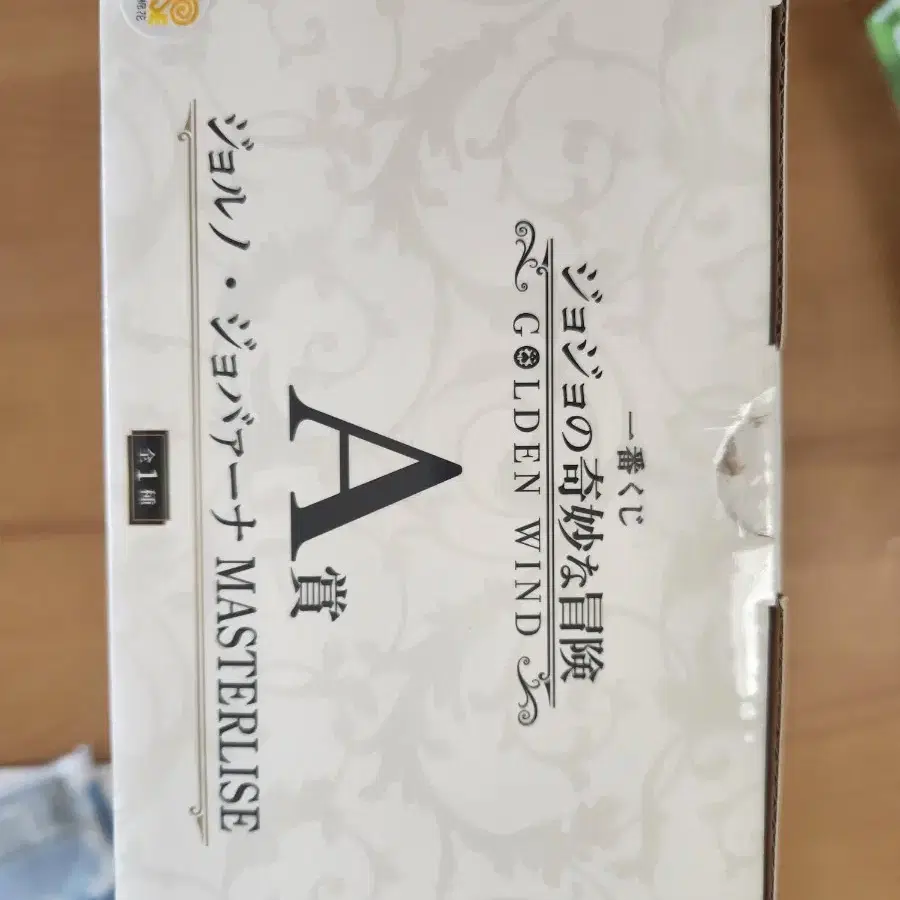 一番くじ
ジョジョの奇妙な冒険
GOLDEN WIND
A賞
ジョルノ・ジョバァーナ MASTERLISE
全1種